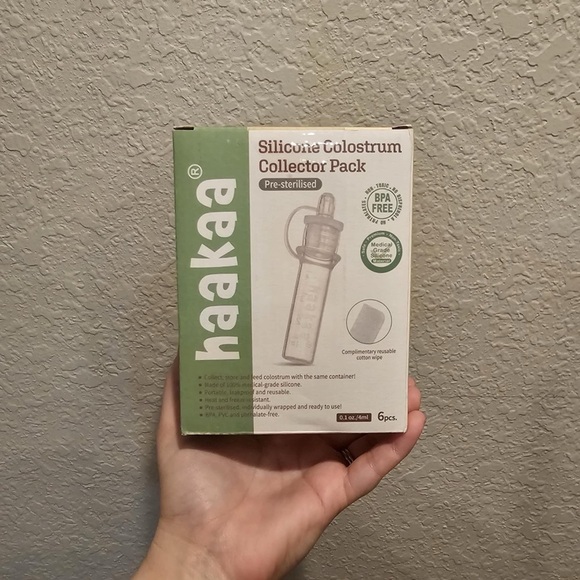 haakaa®
Silicone Colostrum
Collector Pack
Pre-sterilised
NON-TOXIC
BPA
FREE
Medical
Grade
Silicone
Complimentary reusable
cotton wipe
Collect, store and feed colostrum with the same container!
Made of 100% medical-grade silicone.
Portable, leakproof and reusable.
Heat and freeze resistant.
Pre-sterilised, individually wrapped and ready to use!
BPA, PVC and phthalate-free.
0.1 oz./4ml
6pcs.